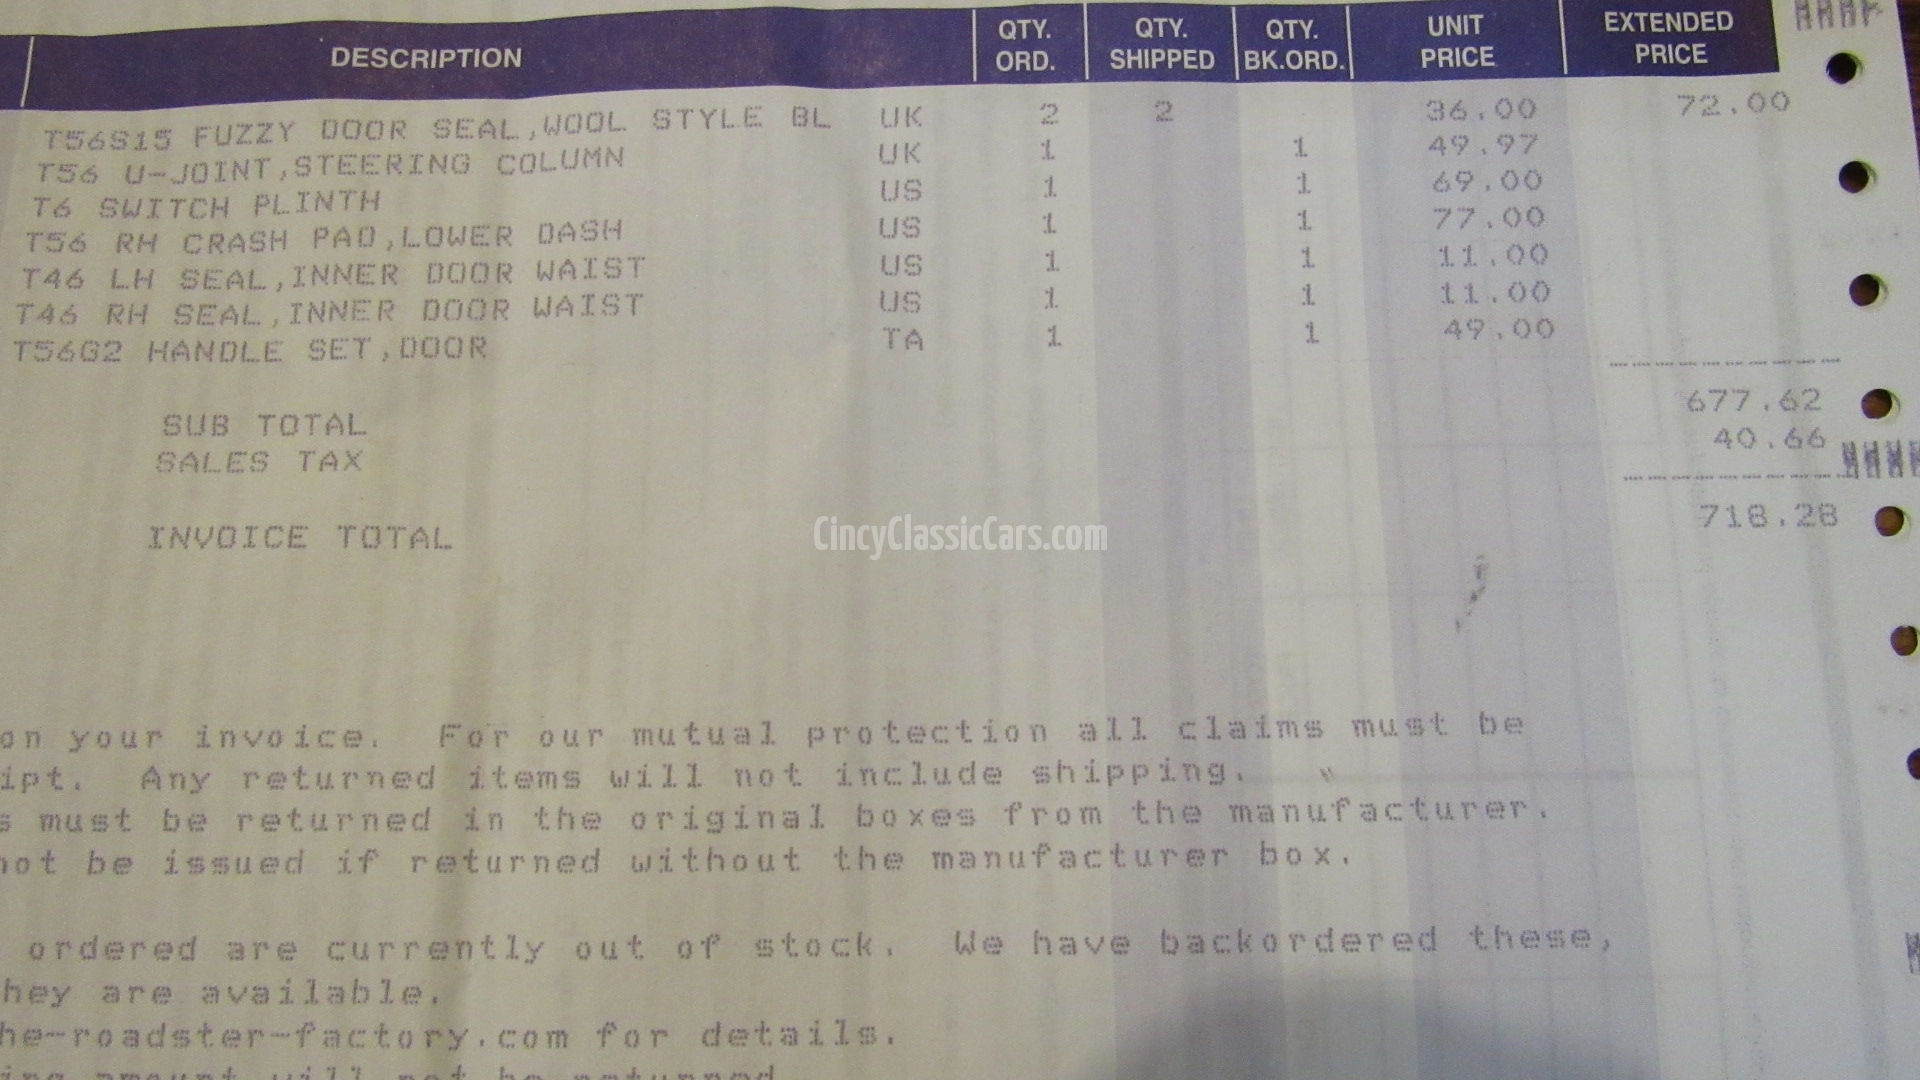 DESCRIPTION QTY. ORD. QTY. SHIPPED QTY. BK.ORD. UNIT PRICE EXTENDED PRICE
T56S15 FUZZY DOOR SEAL,WOOL STYLE BL UK 2 2 36.00 72.00
T56 U-JOINT,STEERING COLUMN UK 1 1 49.97
T6 SWITCH PLINTH US 1 1 69.00
T56 RH CRASH PAD,LOWER DASH US 1 1 77.00
T46 LH SEAL,INNER DOOR WAIST US 1 1 11.00
T46 RH SEAL,INNER DOOR WAIST US 1 1 11.00
T56G2 HANDLE SET,DOOR TA 1 1 49.00
SUB TOTAL 677.62
SALES TAX 40.66
INVOICE TOTAL 718.28
CincyClassicCars.com
on your invoice. For our mutual protection all claims must be
ipt. Any returned items will not include shipping.
s must be returned in the original boxes from the manufacturer.
not be issued if returned without the manufacturer box.
ordered are currently out of stock. We have backordered these,
hey are available.
he-roadster-factory.com for details.
ing amount will not be returned